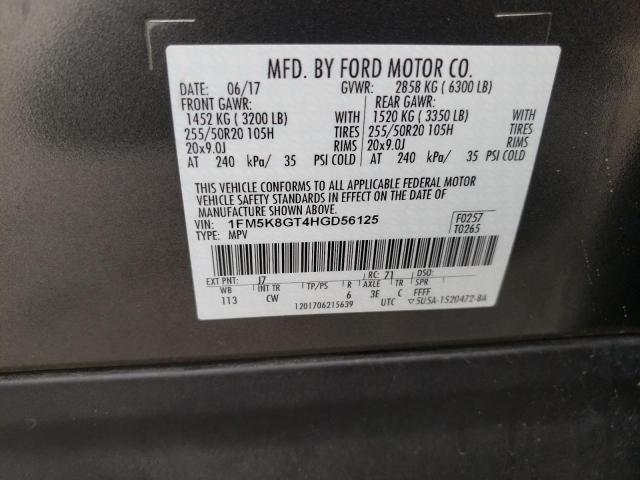 MFD. BY FORD MOTOR CO.
DATE: 06/17 GVWR: 2858 KG ( 6300 LB)
FRONT GAWR: REAR GAWR:
1452 KG ( 3200 LB) WITH 1520 KG ( 3350 LB) WITH
255/50R20 105H TIRES 255/50R20 105H TIRES
20x9.0J RIMS 20x9.0J RIMS
AT 240 kPa/ 35 PSI COLD AT 240 kPa/ 35 PSI COLD
THIS VEHICLE CONFORMS TO ALL APPLICABLE FEDERAL MOTOR
VEHICLE SAFETY STANDARDS IN EFFECT ON THE DATE OF
MANUFACTURE SHOWN ABOVE.
VIN: 1FM5K8GT4HGD56125 F0257
TYPE: MPV T0265
EXT PNT: J7 RC: 71 DSO:
WB INT TR TP/PS R AXLE TR SPR
113 CW 6 3E C FFFF
1201706215639 UTC ▽5U5A-1520472-BA